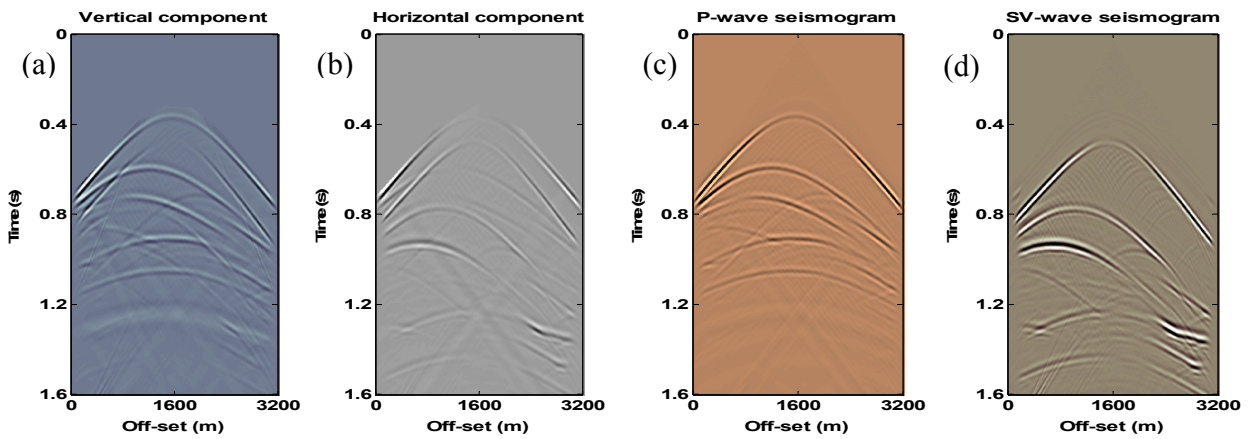 Vertical component
Horizontal component
P-wave seismogram
SV-wave seismogram
(a)
(b)
(c)
(d)
0
0.4
0.8
1.2
1.6
Time(s)
0 1600 3200
Off-set (m)
0
0.4
0.8
1.2
1.6
Time(s)
0 1600 3200
Off-set (m)
0
0.4
0.8
1.2
1.6
Time(s)
0 1600 3200
Off-set (m)
0
0.4
0.8
1.2
1.6
Time(s)
0 1600 3200
Off-set (m)